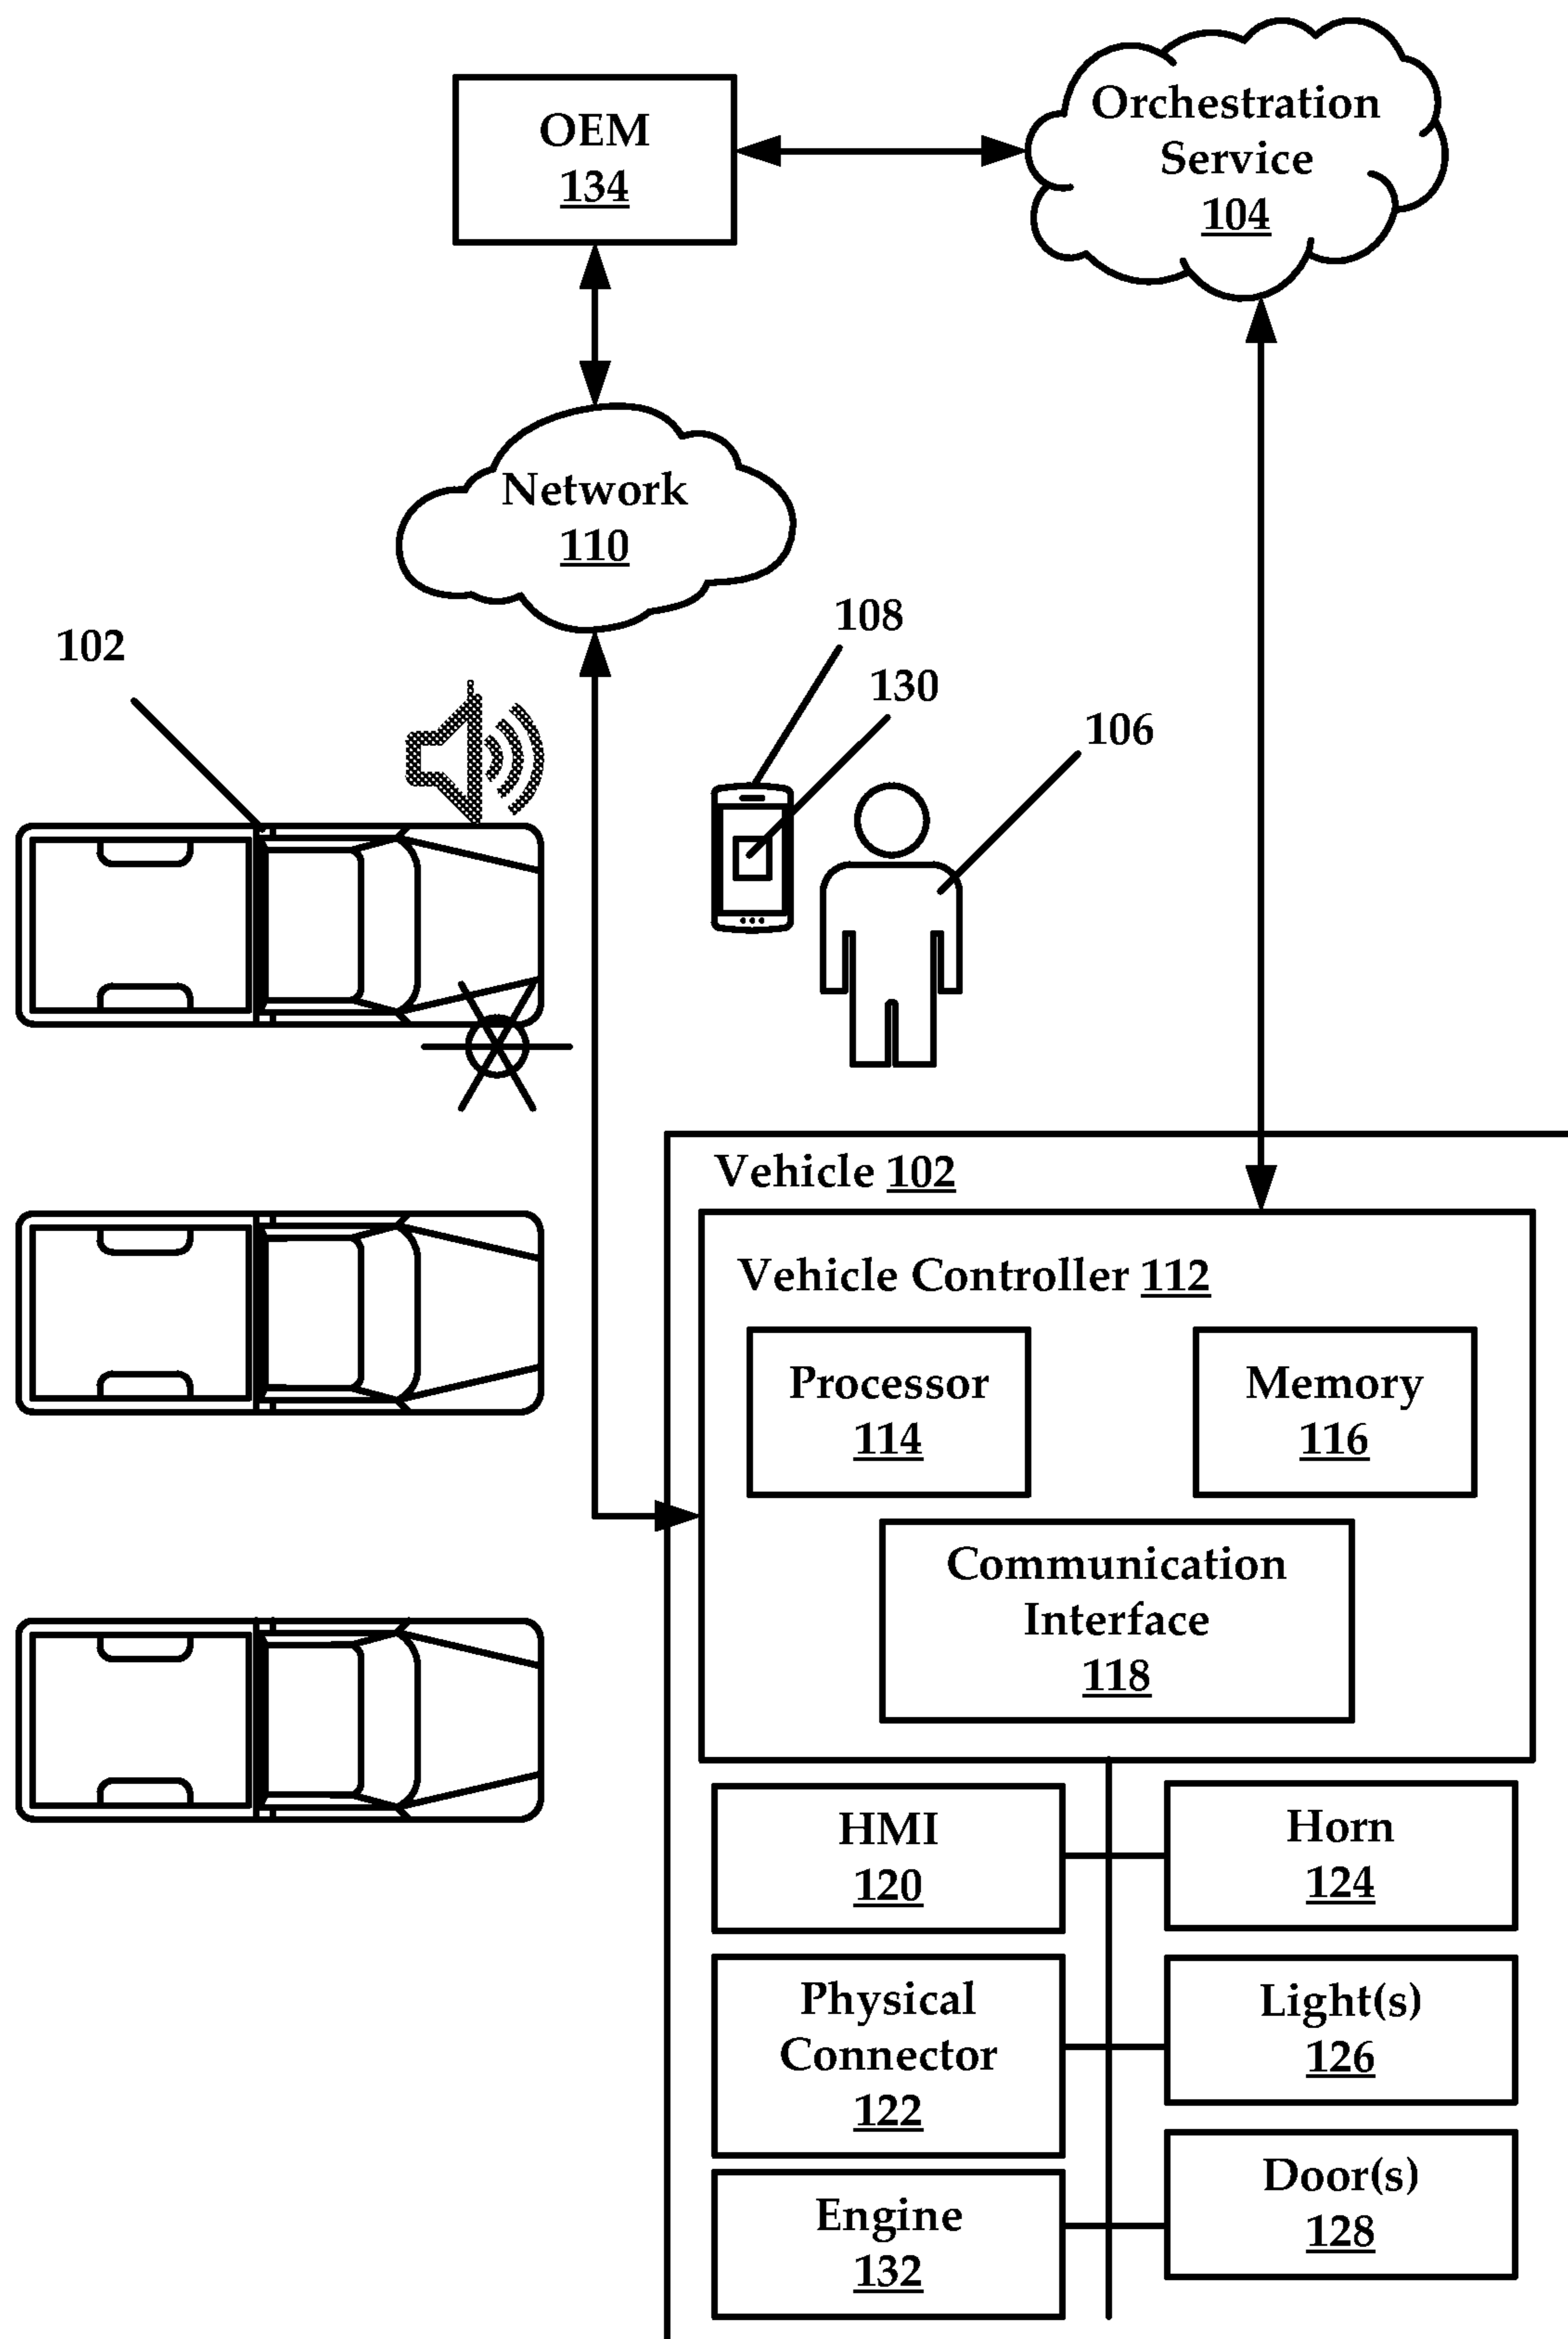 OEM
134
Orchestration
Service
104
Network
110
102
108
130
106
Vehicle 102
Vehicle Controller 112
Processor
114
Memory
116
Communication
Interface
118
HMI
120
Horn
124
Physical
Connector
122
Light(s)
126
Engine
132
Door(s)
128